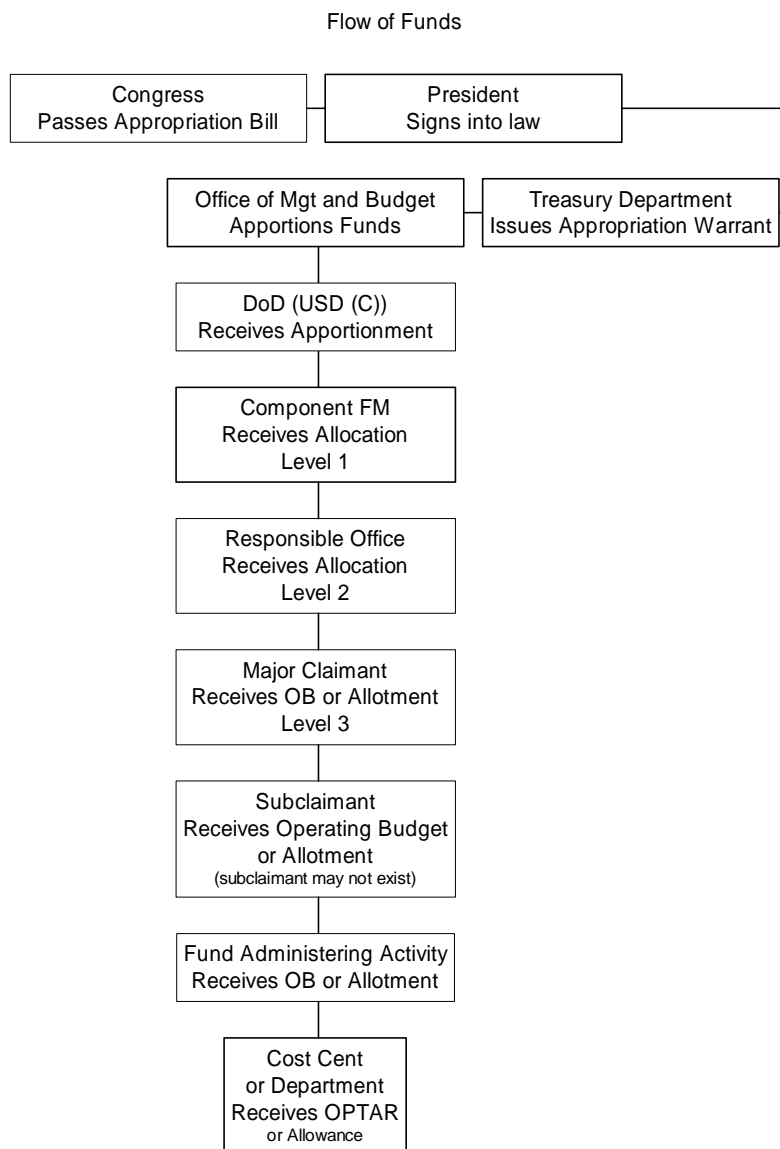 Flow of Funds
Congress
Passes Appropriation Bill
President
Signs into law
Treasury Department
Issues Appropriation Warrant
Office of Mgt and Budget
Apportions Funds
DoD (USD (C))
Receives Apportionment
Component FM
Receives Allocation
Level 1
Responsible Office
Receives Allocation
Level 2
Major Claimant
Receives OB or Allotment
Level 3
Subclaimant
Receives Operating Budget
or Allotment
(subclaimant may not exist)
Fund Administering Activity
Receives OB or Allotment
Cost Cent
or Department
Receives OPTAR
or Allowance